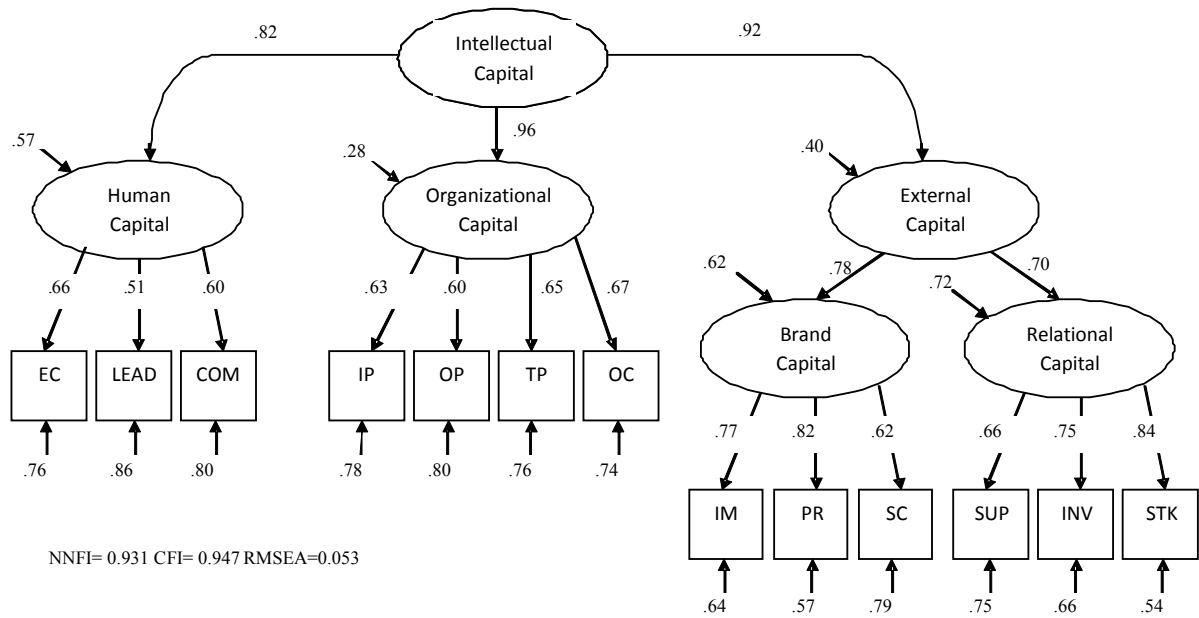 .82
.92
Intellectual
Capital
.96
.57
.28
.40
Human
Capital
Organizational
Capital
External
Capital
.66
.51
.60
.63
.60
.65
.67
.62
.78
.70
.72
Brand
Capital
Relational
Capital
EC
LEAD
COM
IP
OP
TP
OC
.76
.86
.80
.78
.80
.76
.74
.77
.82
.62
.66
.75
.84
IM
PR
SC
SUP
INV
STK
NNFI= 0.931 CFI= 0.947 RMSEA=0.053
.64
.57
.79
.75
.66
.54